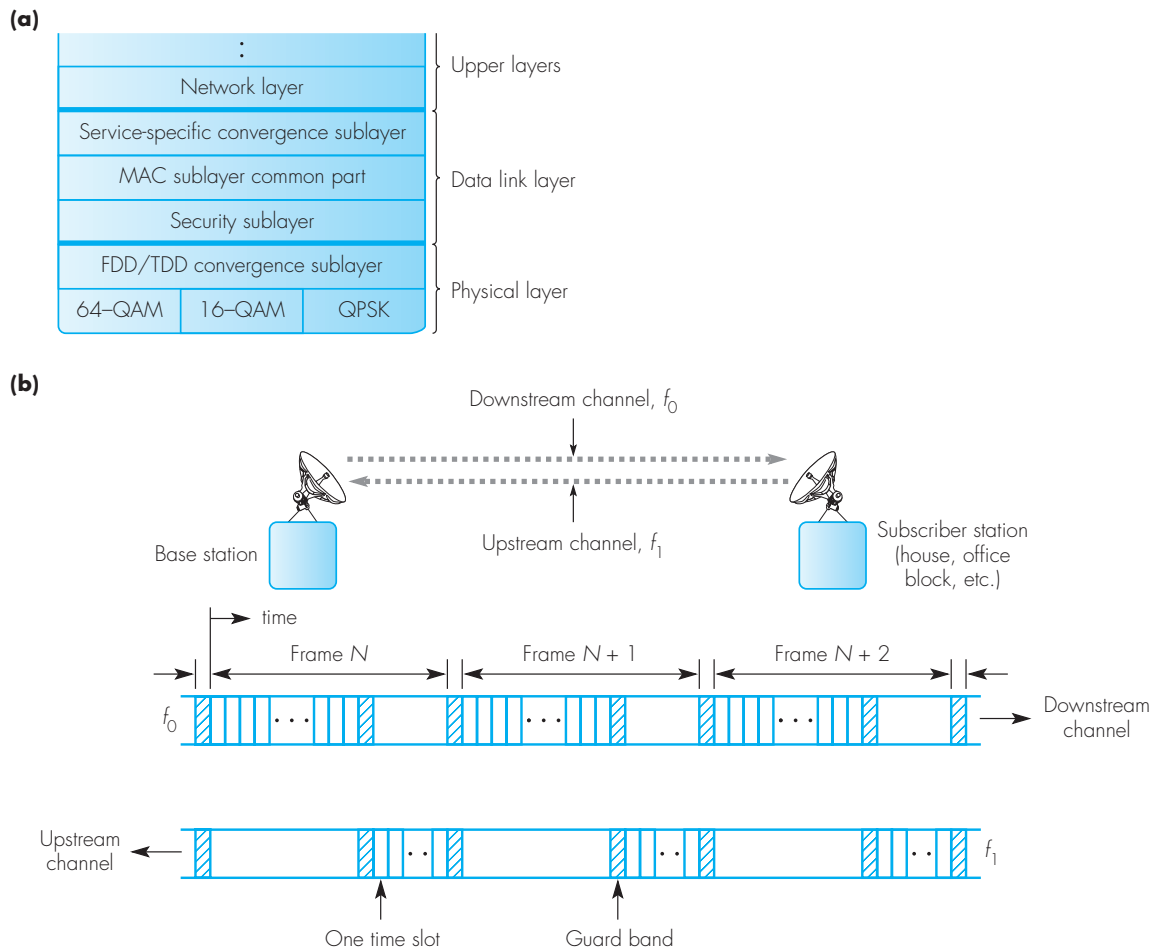 (a)
:
Upper layers
Network layer
Service-specific convergence sublayer
MAC sublayer common part
Data link layer
Security sublayer
FDD/TDD convergence sublayer
Physical layer
64–QAM 16–QAM QPSK
(b)
Downstream channel, f0
Base station
Upstream channel, f1
Subscriber station
(house, office
block, etc.)
time
Frame N Frame N + 1 Frame N + 2
f0
Downstream
channel
Upstream
channel
f1
One time slot
Guard band